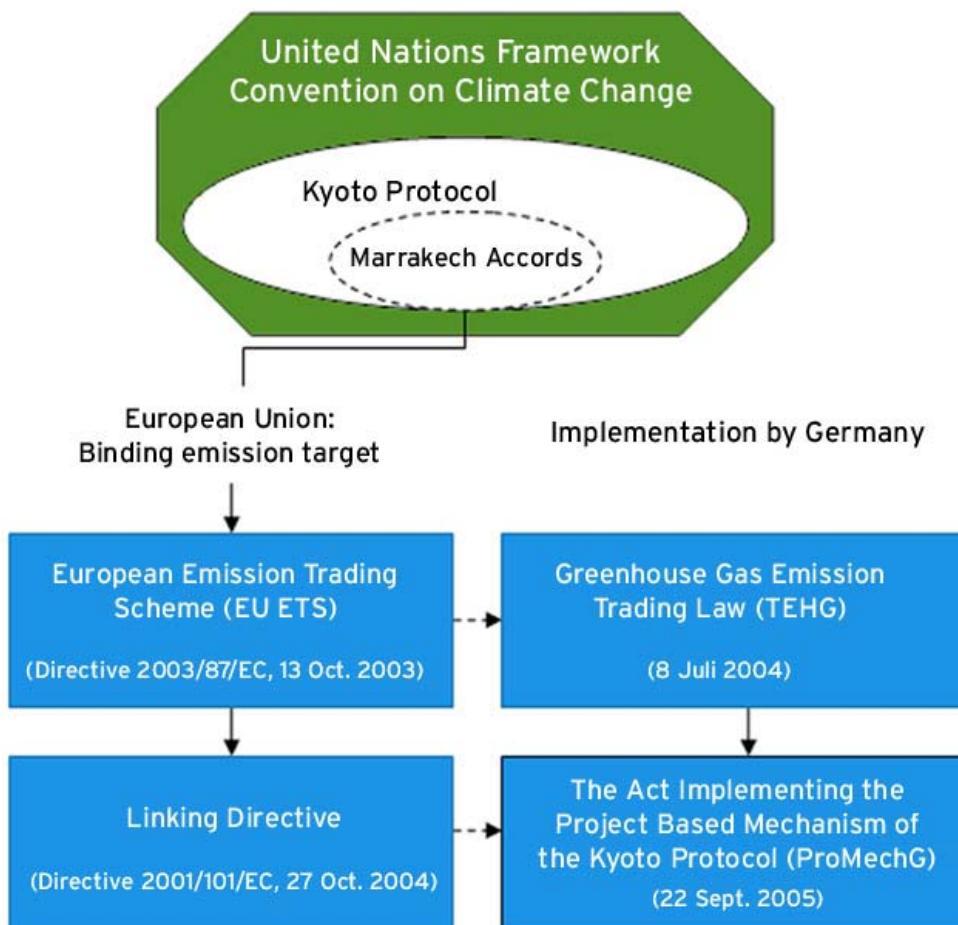 United Nations Framework
Convention on Climate Change
Kyoto Protocol
Marrakech Accords
European Union:
Binding emission target
Implementation by Germany
European Emission Trading
Scheme (EU ETS)
(Directive 2003/87/EC, 13 Oct. 2003)
Greenhouse Gas Emission
Trading Law (TEHG)
(8 Juli 2004)
Linking Directive
(Directive 2001/101/EC, 27 Oct. 2004)
The Act Implementing the
Project Based Mechanism of
the Kyoto Protocol (ProMechG)
(22 Sept. 2005)